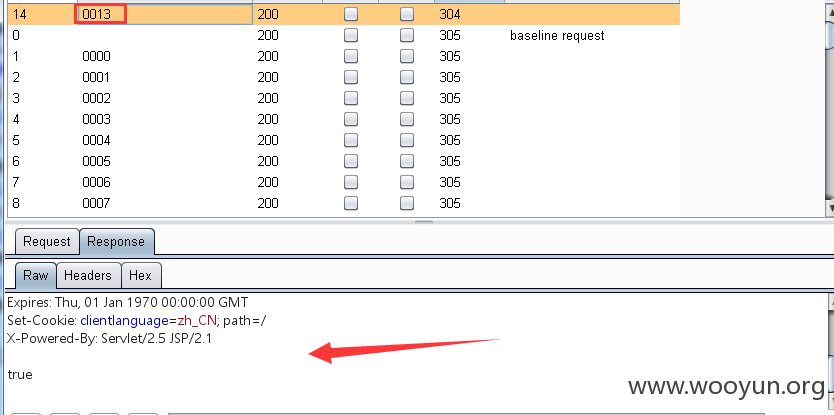 14 0013 200 304
0 200 305 baseline request
1 0000 200 305
2 0001 200 305
3 0002 200 305
4 0003 200 305
5 0004 200 305
6 0005 200 305
7 0006 200 305
8 0007 200 305
Request Response
Raw Headers Hex
Expires: Thu, 01 Jan 1970 00:00:00 GMT
Set-Cookie: clientlanguage=zh_CN; path=/
X-Powered-By: Servlet/2.5 JSP/2.1
true
www.wooyun.org